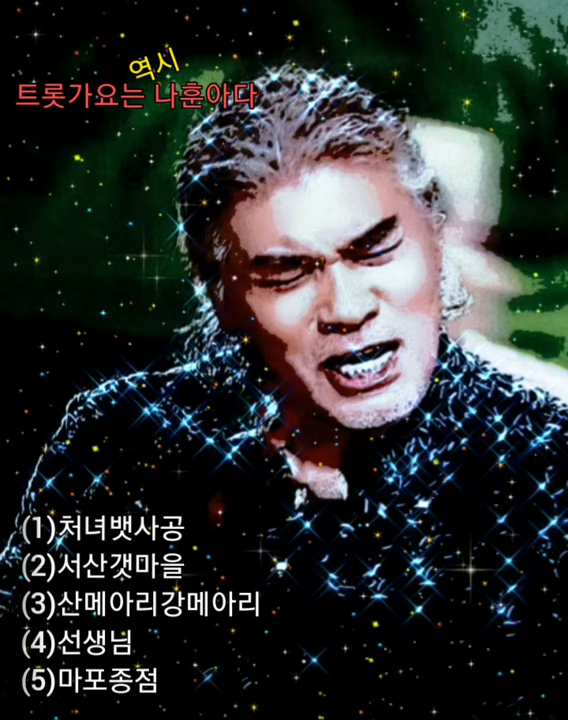 역시
트롯가요는 나훈아다
(1)처녀뱃사공
(2)서산갯마을
(3)산메아리강메아리
(4)선생님
(5)마포종점